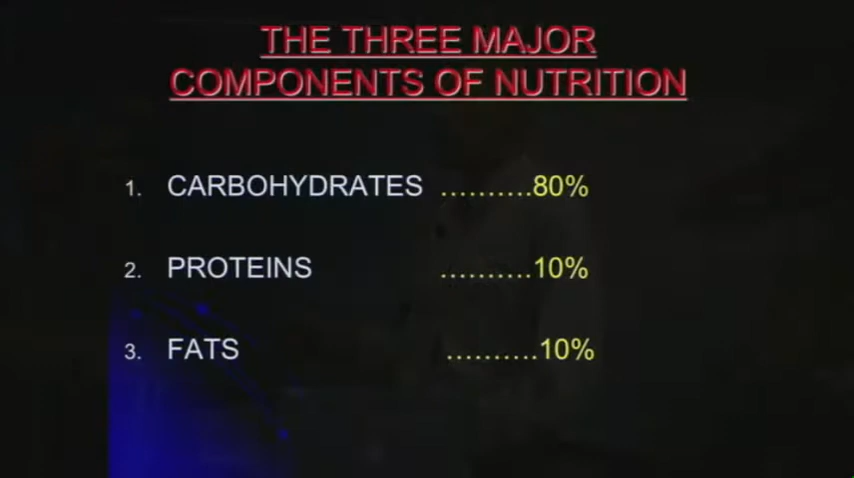 THE THREE MAJOR
COMPONENTS OF NUTRITION
1. CARBOHYDRATES ..........80%
2. PROTEINS ..........10%
3. FATS ..........10%